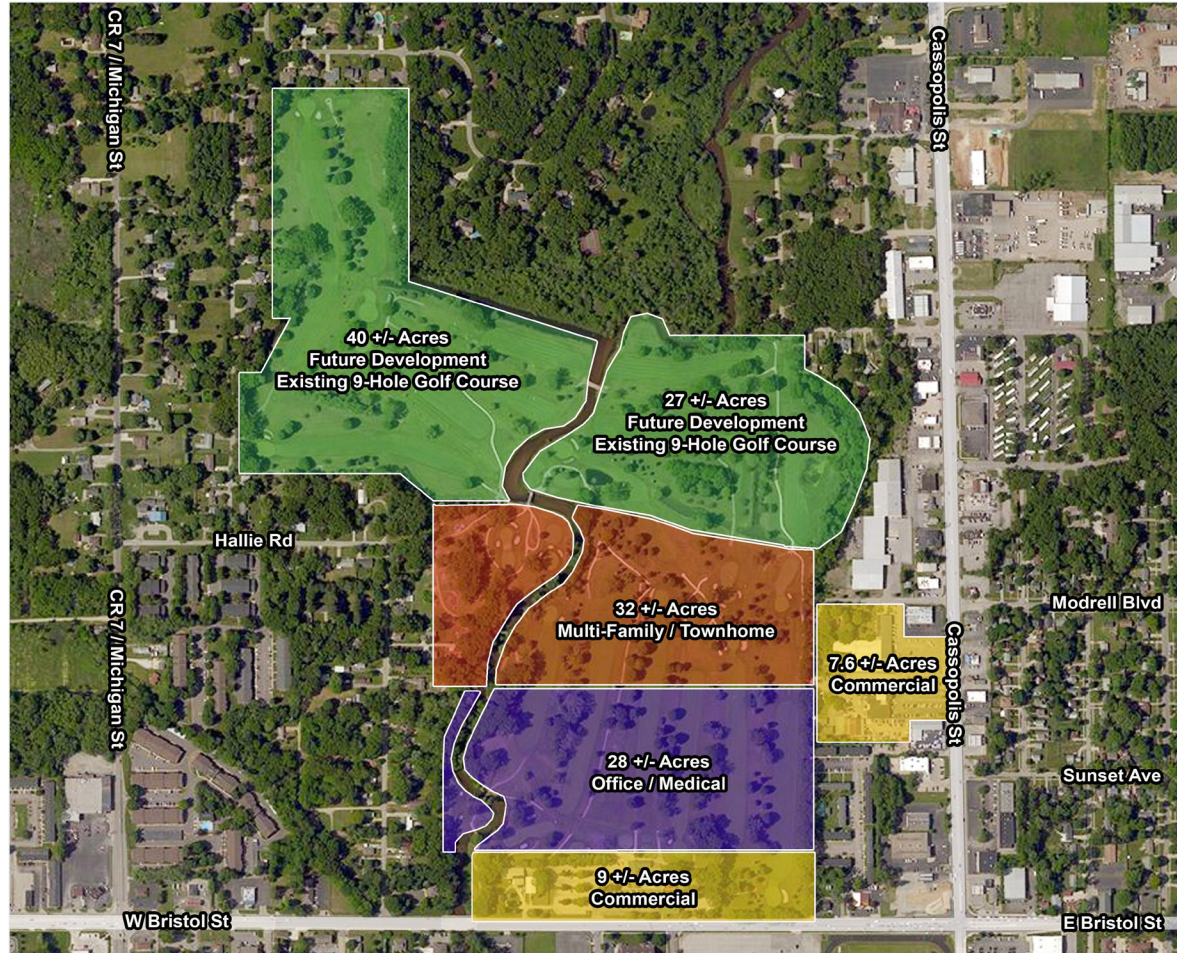 CR 7 / Michigan St
Cassopolis St
40 +/- Acres
Future Development
Existing 9-Hole Golf Course
27 +/- Acres
Future Development
Existing 9-Hole Golf Course
Hallie Rd
CR 7 / Michigan St
32 +/- Acres
Multi-Family / Townhome
Modrell Blvd
7.6 +/- Acres
Commercial
Cassopolis St
28 +/- Acres
Office / Medical
Sunset Ave
9 +/- Acres
Commercial
W Bristol St
E Bristol St